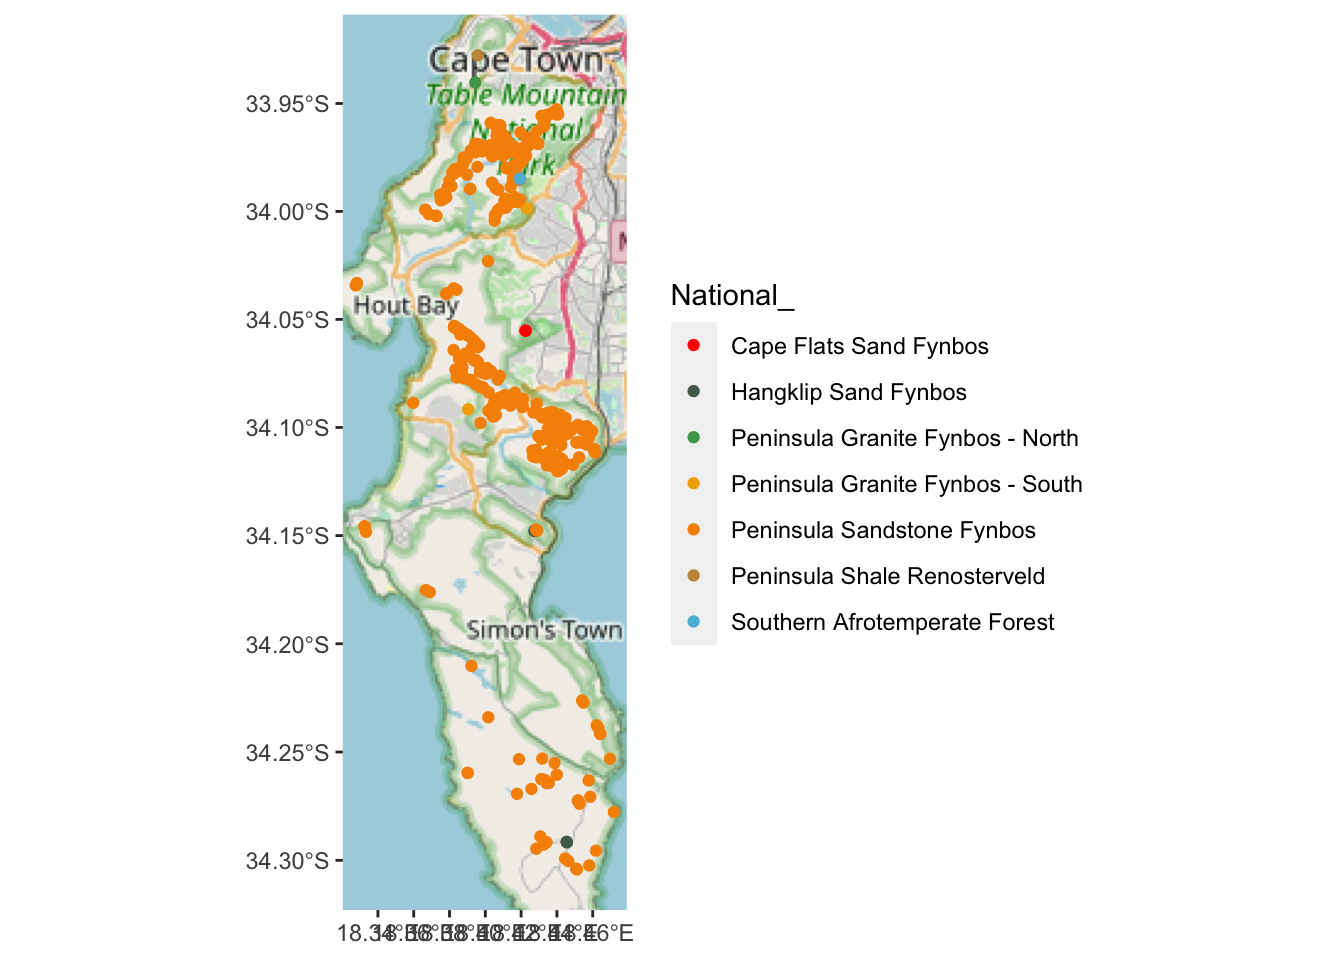 Cape Town
Table Mountain
National
Park
Hout Bay
Simon's Town
33.95°S
34.00°S
34.05°S
34.10°S
34.15°S
34.20°S
34.25°S
34.30°S
National_
Cape Flats Sand Fynbos
Hangklip Sand Fynbos
Peninsula Granite Fynbos - North
Peninsula Granite Fynbos - South
Peninsula Sandstone Fynbos
Peninsula Shale Renosterveld
Southern Afrotemperate Forest